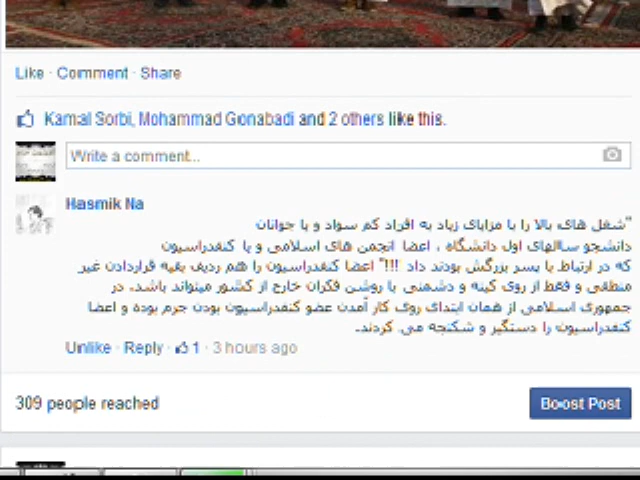 Like · Comment · Share
Kamal Sorbi, Mohammad Gonabadi and 2 others like this.
Write a comment...
Hasmik Na
"شغل های بالا را با مزایای زیاد به افراد کم سواد و یا جوانان
دانشجو سالهای اول دانشگاه ، اعضا انجمن های اسلامی و یا کنفدراسیون
که در ارتباط با پسر بزرگش بودند داد !!!" اعضا کنفدراسیون را هم ردیف بقیه قراردادن غیر
منطقی و فقط از روی کینه و دشمنی با روشن فکران خارج از کشور میتواند باشد. در
جمهوری اسلامی از همان ابتدای روی کار آمدن عضو کنفدراسیون بودن جرم بوده و اعضا
کنفدراسیون را دستگیر و شکنجه می کردند.
Unlike · Reply · 1 · 3 hours ago
309 people reached
Boost Post